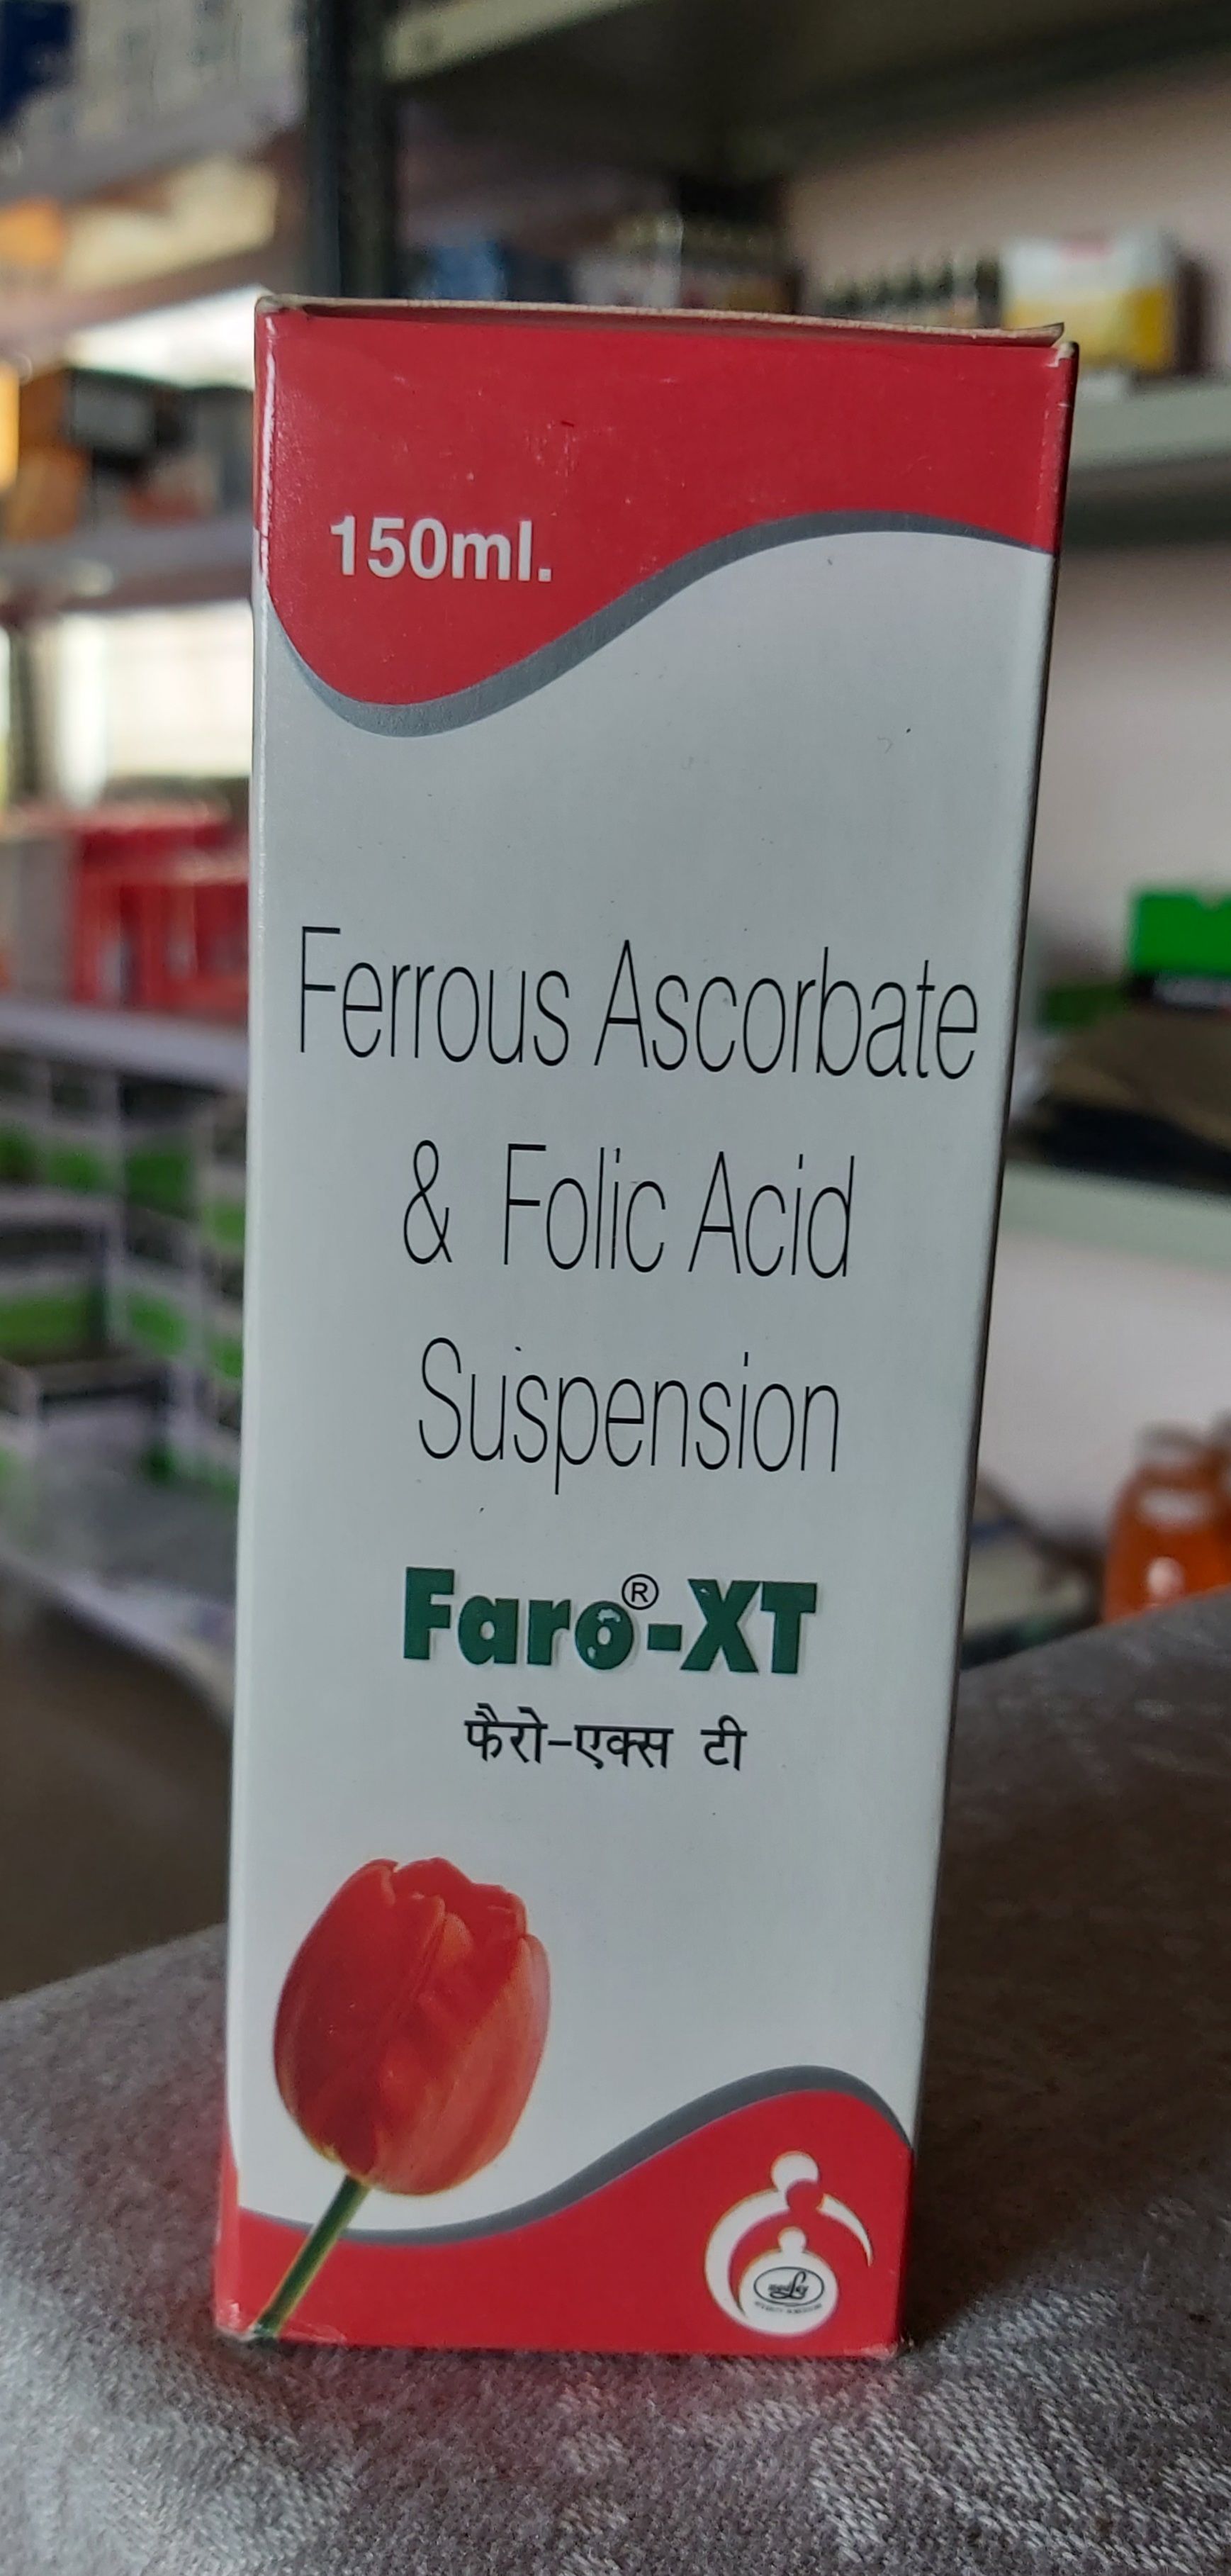 150ml.
Ferrous Ascorbate
& Folic Acid
Suspension
Faro®-XT
फैरो-एक्स टी